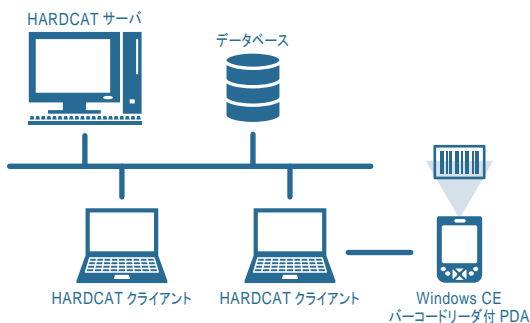 HARDCAT サーバ
データベース
HARDCAT クライアント
HARDCAT クライアント
Windows CE
バーコードリーダ付 PDA